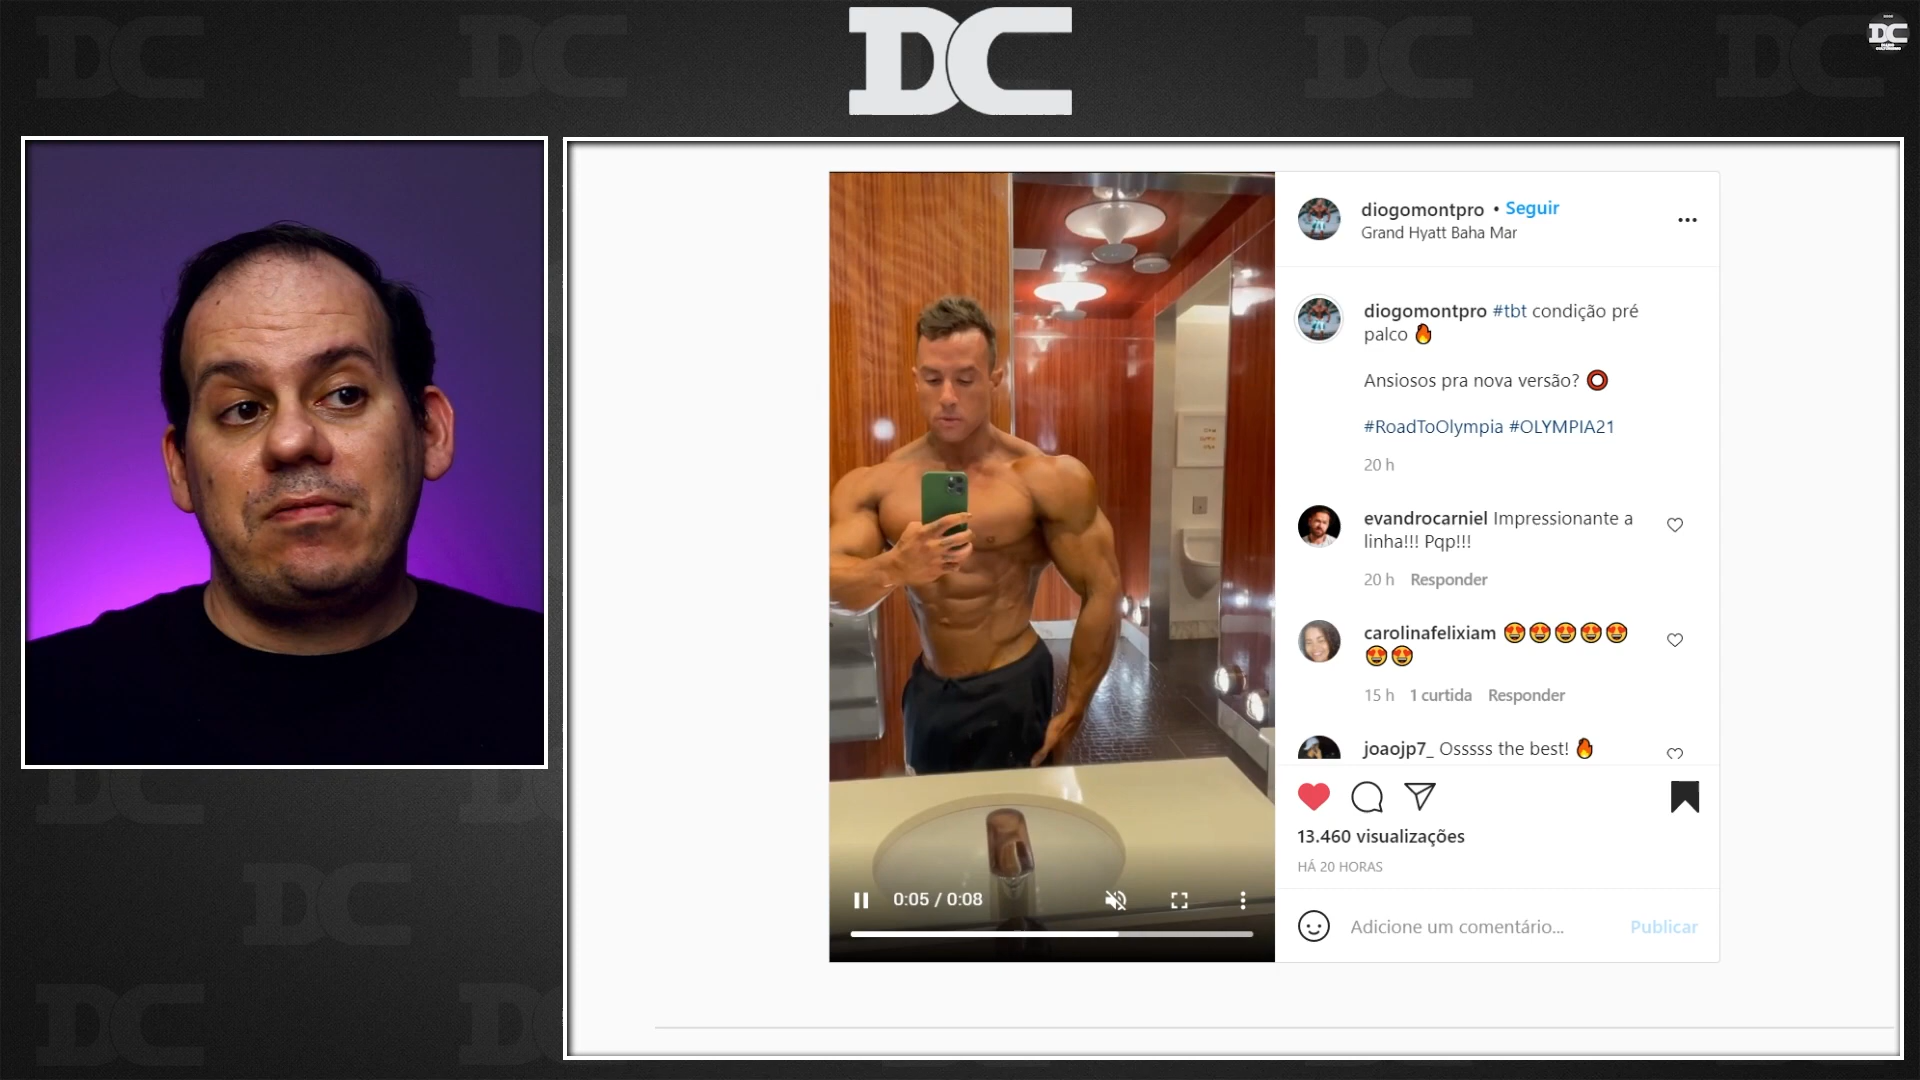 DC
DC
diogomontpro • Seguir
Grand Hyatt Baha Mar
diogomontpro #tbt condição pré
palco 🔥
Ansiosos pra nova versão? ⭕
#RoadToOlympia #OLYMPIA21
20 h
evandrocarniel Impressionante a
linha!!! Pqp!!!
20 h Responder
carolinafelixiam 😍😍😍😍😍
😍😍
15 h 1 curtida Responder
joaojp7_ Osssss the best! 🔥
13.460 visualizações
HÁ 20 HORAS
0:05 / 0:08
Adicione um comentário... Publicar